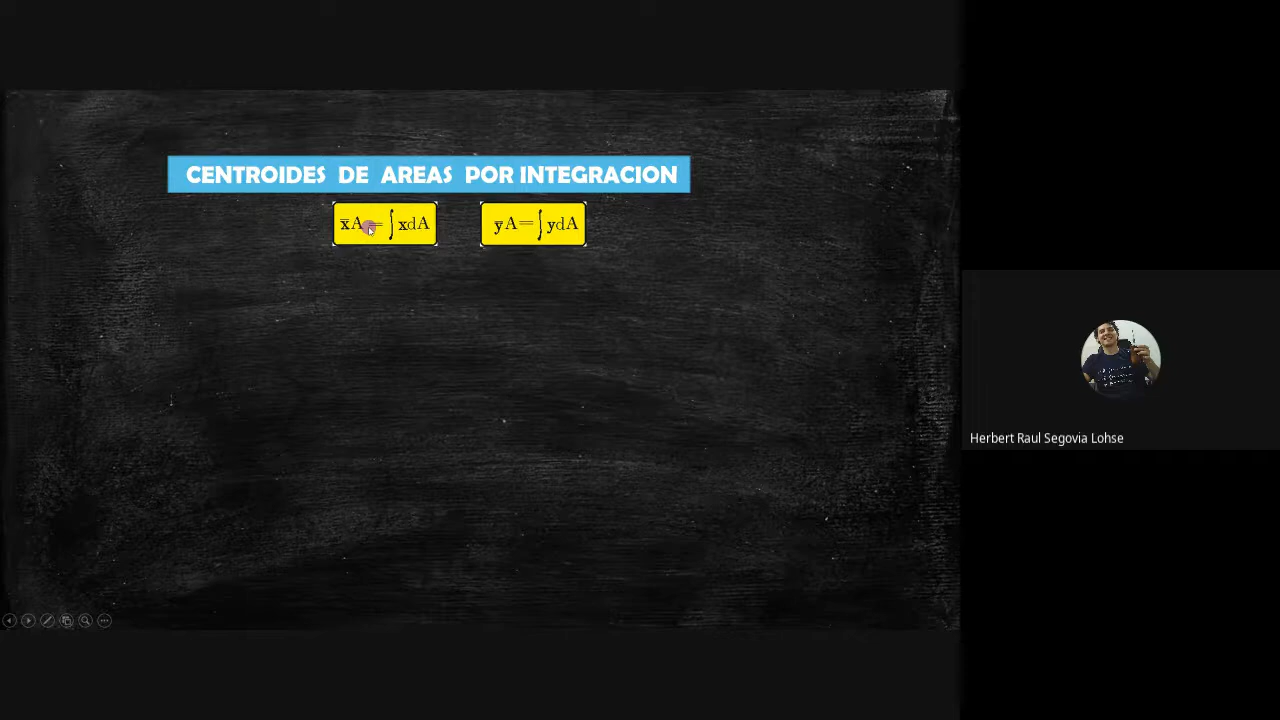 CENTROIDES DE AREAS POR INTEGRACION
x̄A = ∫ xdA
ȳA = ∫ ydA
Herbert Raul Segovia Lohse